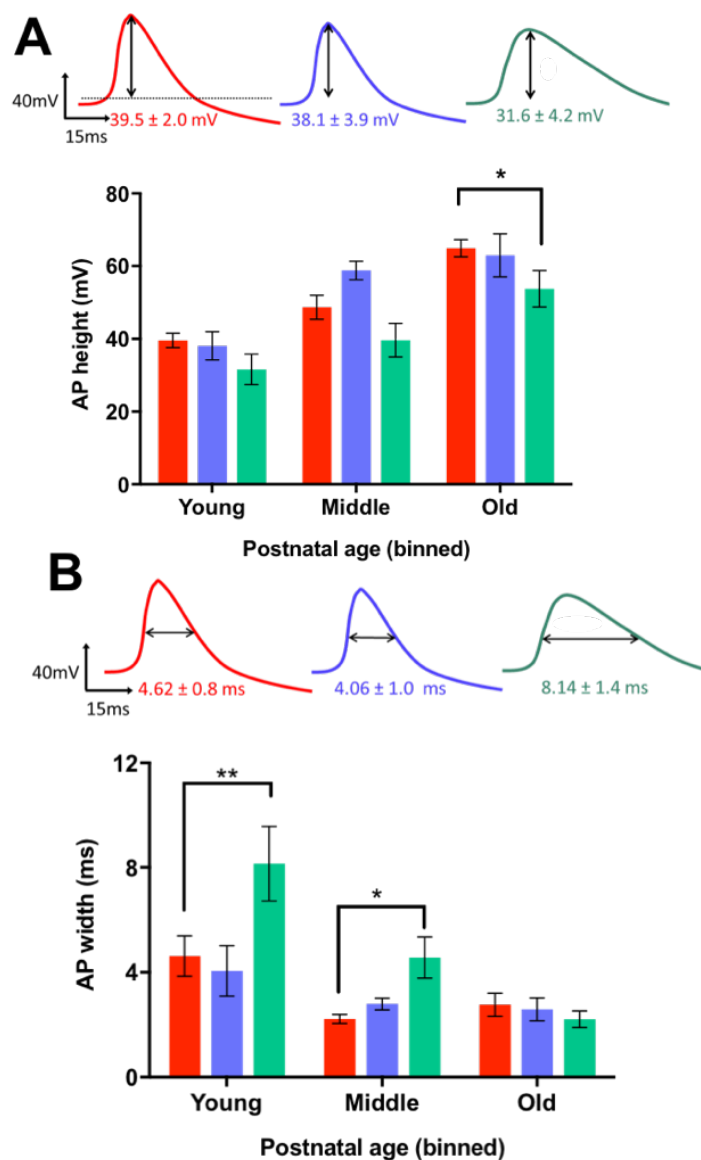 A
40mV
15ms
39.5 ± 2.0 mV
38.1 ± 3.9 mV
31.6 ± 4.2 mV
*
AP height (mV)
80
60
40
20
0
Young Middle Old
Postnatal age (binned)
B
40mV
15ms
4.62 ± 0.8 ms
4.06 ± 1.0 ms
8.14 ± 1.4 ms
**
*
AP width (ms)
12
8
4
0
Young Middle Old
Postnatal age (binned)